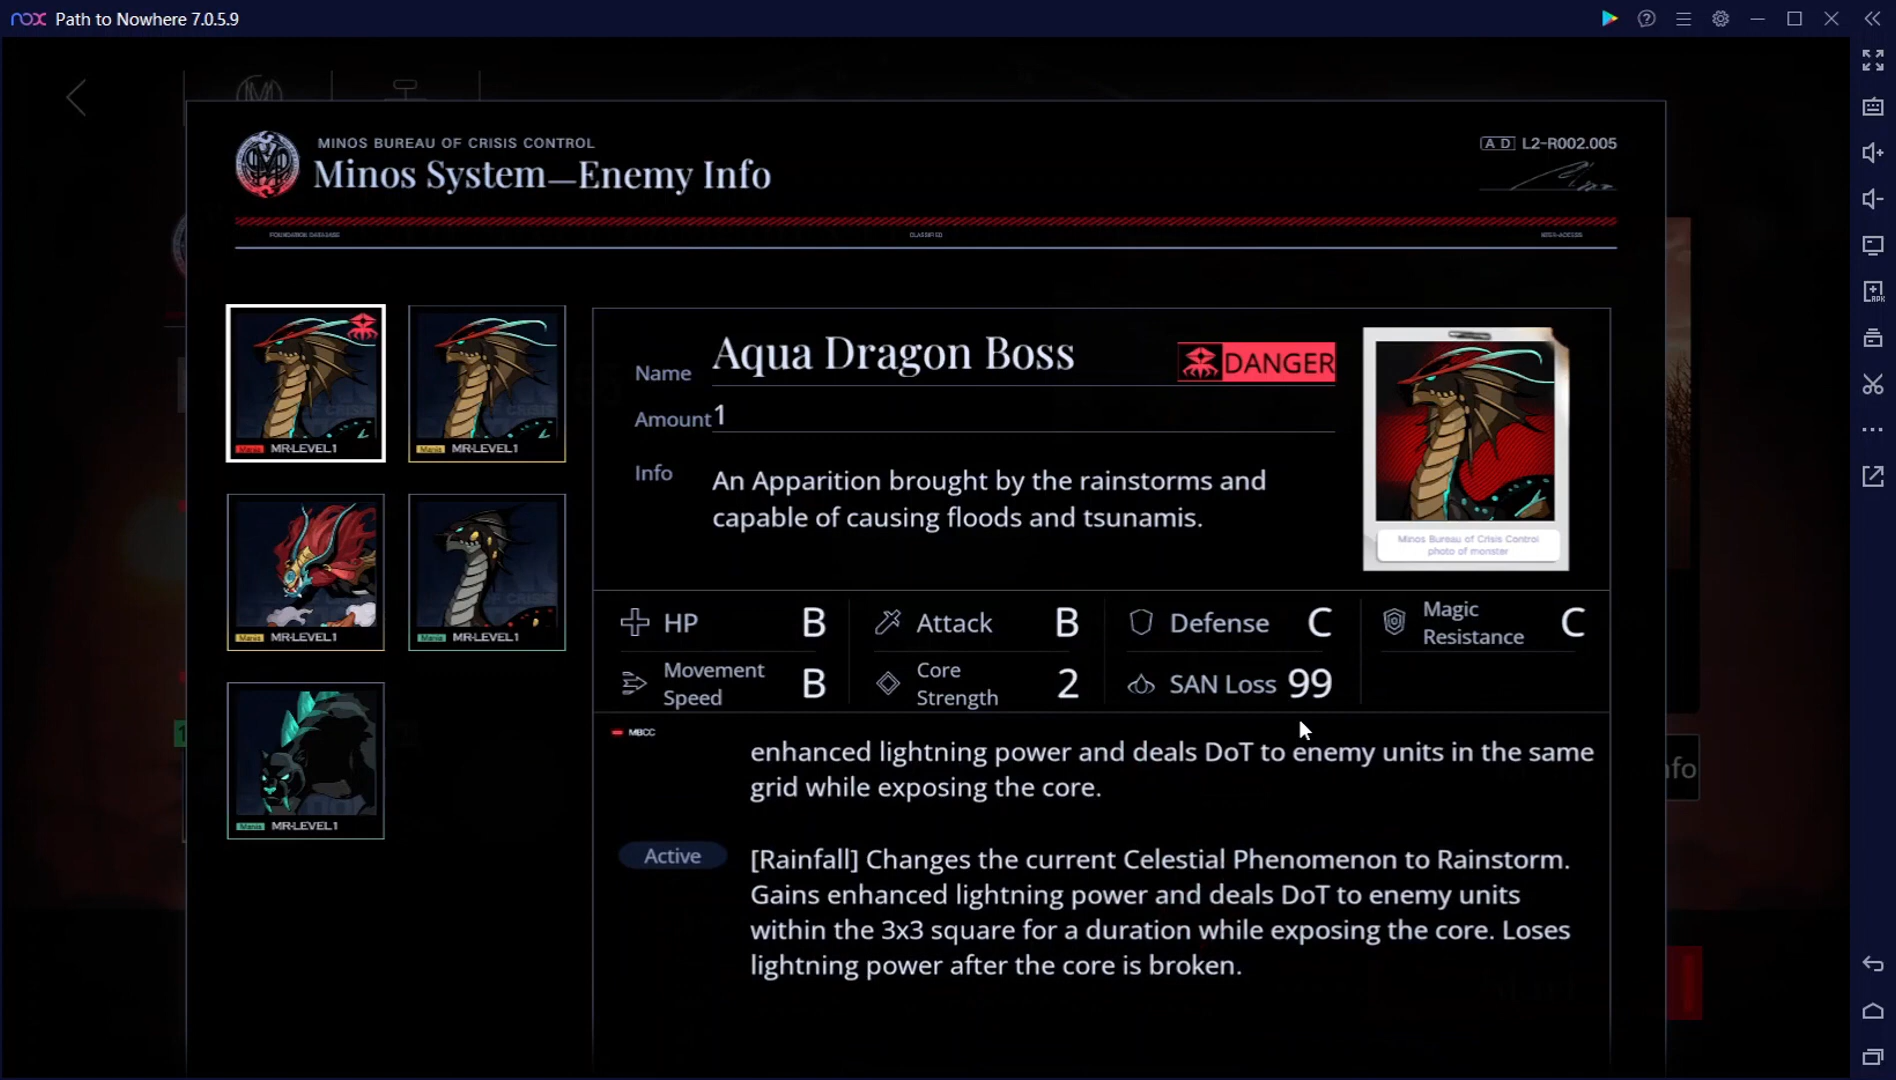 nox Path to Nowhere 7.0.5.9
MINOS BUREAU OF CRISIS CONTROL
Minos System—Enemy Info
A D L2-R002.005
FOUNDATION DATABASE
CLASSIFIED
MR-LEVEL1
MR-LEVEL1
MR-LEVEL1
MR-LEVEL1
MR-LEVEL1
Name Aqua Dragon Boss
DANGER
Amount 1
Info An Apparition brought by the rainstorms and
capable of causing floods and tsunamis.
Minos Bureau of Crisis Control
photo of monster
HP B
Attack B
Defense C
Magic
Resistance C
Movement
Speed B
Core
Strength 2
SAN Loss 99
MBCC
enhanced lightning power and deals DoT to enemy units in the same
grid while exposing the core.
Active [Rainfall] Changes the current Celestial Phenomenon to Rainstorm.
Gains enhanced lightning power and deals DoT to enemy units
within the 3x3 square for a duration while exposing the core. Loses
lightning power after the core is broken.
nfo